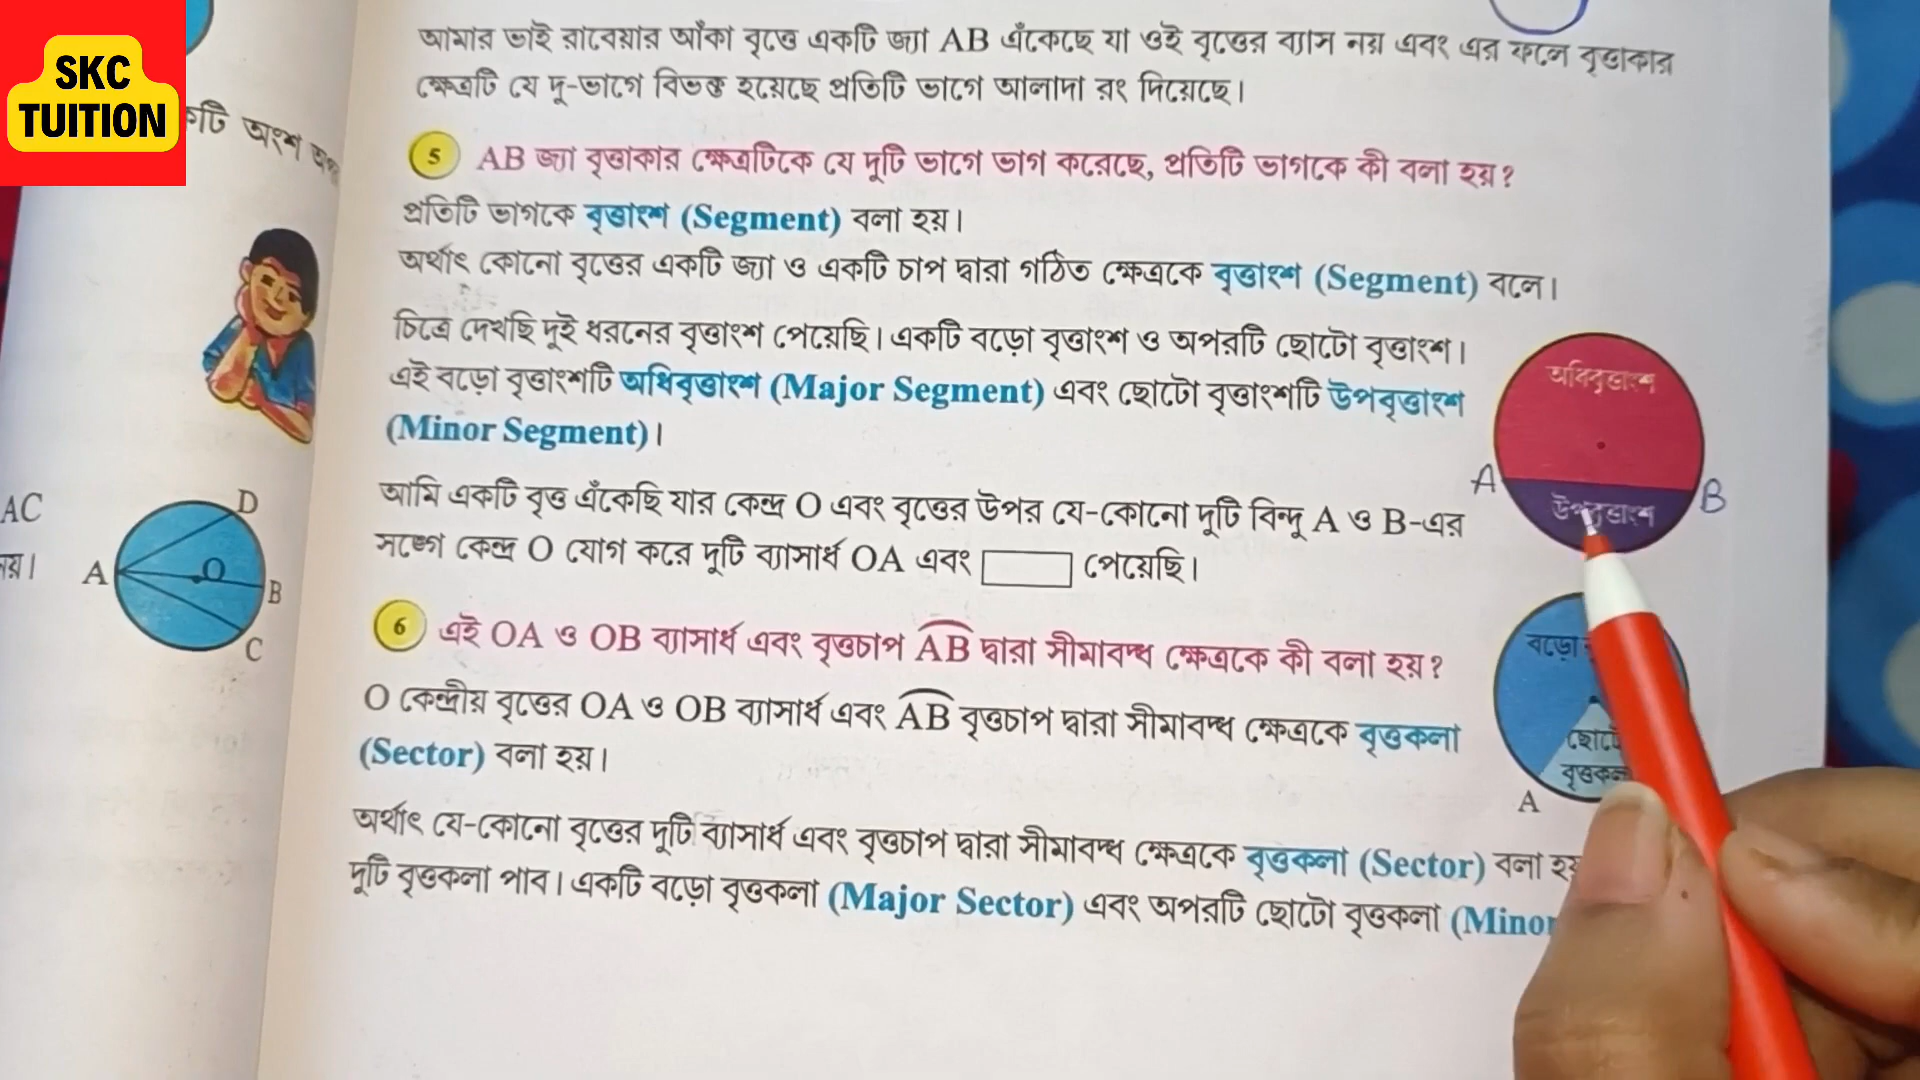 SKC
TUITION
আমার ভাই রাবেয়ার আঁকা বৃত্তে একটি জ্যা AB এঁকেছে যা ওই বৃত্তের ব্যাস নয় এবং এর ফলে বৃত্তাকার
ক্ষেত্রটি যে দু-ভাগে বিভক্ত হয়েছে প্রতিটি ভাগে আলাদা রং দিয়েছে।
টি অংশ
5 AB জ্যা বৃত্তাকার ক্ষেত্রটিকে যে দুটি ভাগে ভাগ করেছে, প্রতিটি ভাগকে কী বলা হয়?
প্রতিটি ভাগকে বৃত্তাংশ (Segment) বলা হয়।
অর্থাৎ কোনো বৃত্তের একটি জ্যা ও একটি চাপ দ্বারা গঠিত ক্ষেত্রকে বৃত্তাংশ (Segment) বলে।
চিত্রে দেখছি দুই ধরনের বৃত্তাংশ পেয়েছি। একটি বড়ো বৃত্তাংশ ও অপরটি ছোটো বৃত্তাংশ।
এই বড়ো বৃত্তাংশটি অধিবৃত্তাংশ (Major Segment) এবং ছোটো বৃত্তাংশটি উপবৃত্তাংশ
(Minor Segment)।
অধিবৃত্তাংশ
A
B
উপবৃত্তাংশ
আমি একটি বৃত্ত এঁকেছি যার কেন্দ্র O এবং বৃত্তের উপর যে-কোনো দুটি বিন্দু A ও B-এর
সঙ্গে কেন্দ্র O যোগ করে দুটি ব্যাসার্ধ OA এবং পেয়েছি।
AC
D
A
O
B
C
6 এই OA ও OB ব্যাসার্ধ এবং বৃত্তচাপ AB দ্বারা সীমাবদ্ধ ক্ষেত্রকে কী বলা হয়?
O কেন্দ্রীয় বৃত্তের OA ও OB ব্যাসার্ধ এবং AB বৃত্তচাপ দ্বারা সীমাবদ্ধ ক্ষেত্রকে বৃত্তকলা
(Sector) বলা হয়।
বড়ো
ছোটো
বৃত্তকলা
A
অর্থাৎ যে-কোনো বৃত্তের দুটি ব্যাসার্ধ এবং বৃত্তচাপ দ্বারা সীমাবদ্ধ ক্ষেত্রকে বৃত্তকলা (Sector) বলা হয়
দুটি বৃত্তকলা পাব। একটি বড়ো বৃত্তকলা (Major Sector) এবং অপরটি ছোটো বৃত্তকলা (Minor